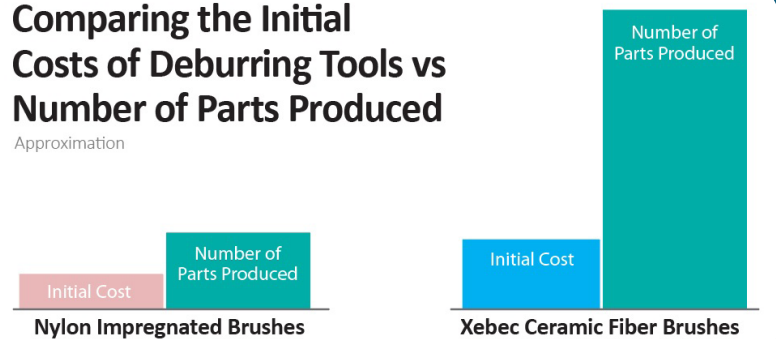 Comparing the Initial
Costs of Deburring Tools vs
Number of Parts Produced
Approximation
Initial Cost
Number of
Parts Produced
Nylon Impregnated Brushes
Initial Cost
Number of
Parts Produced
Xebec Ceramic Fiber Brushes